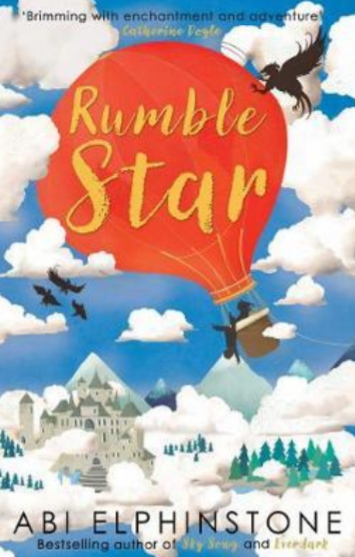 'Brimming with enchantment and adventure'
Catherine Doyle
Rumble
Star
ABI ELPHINSTONE
Bestselling author of Sky Song and Everdark